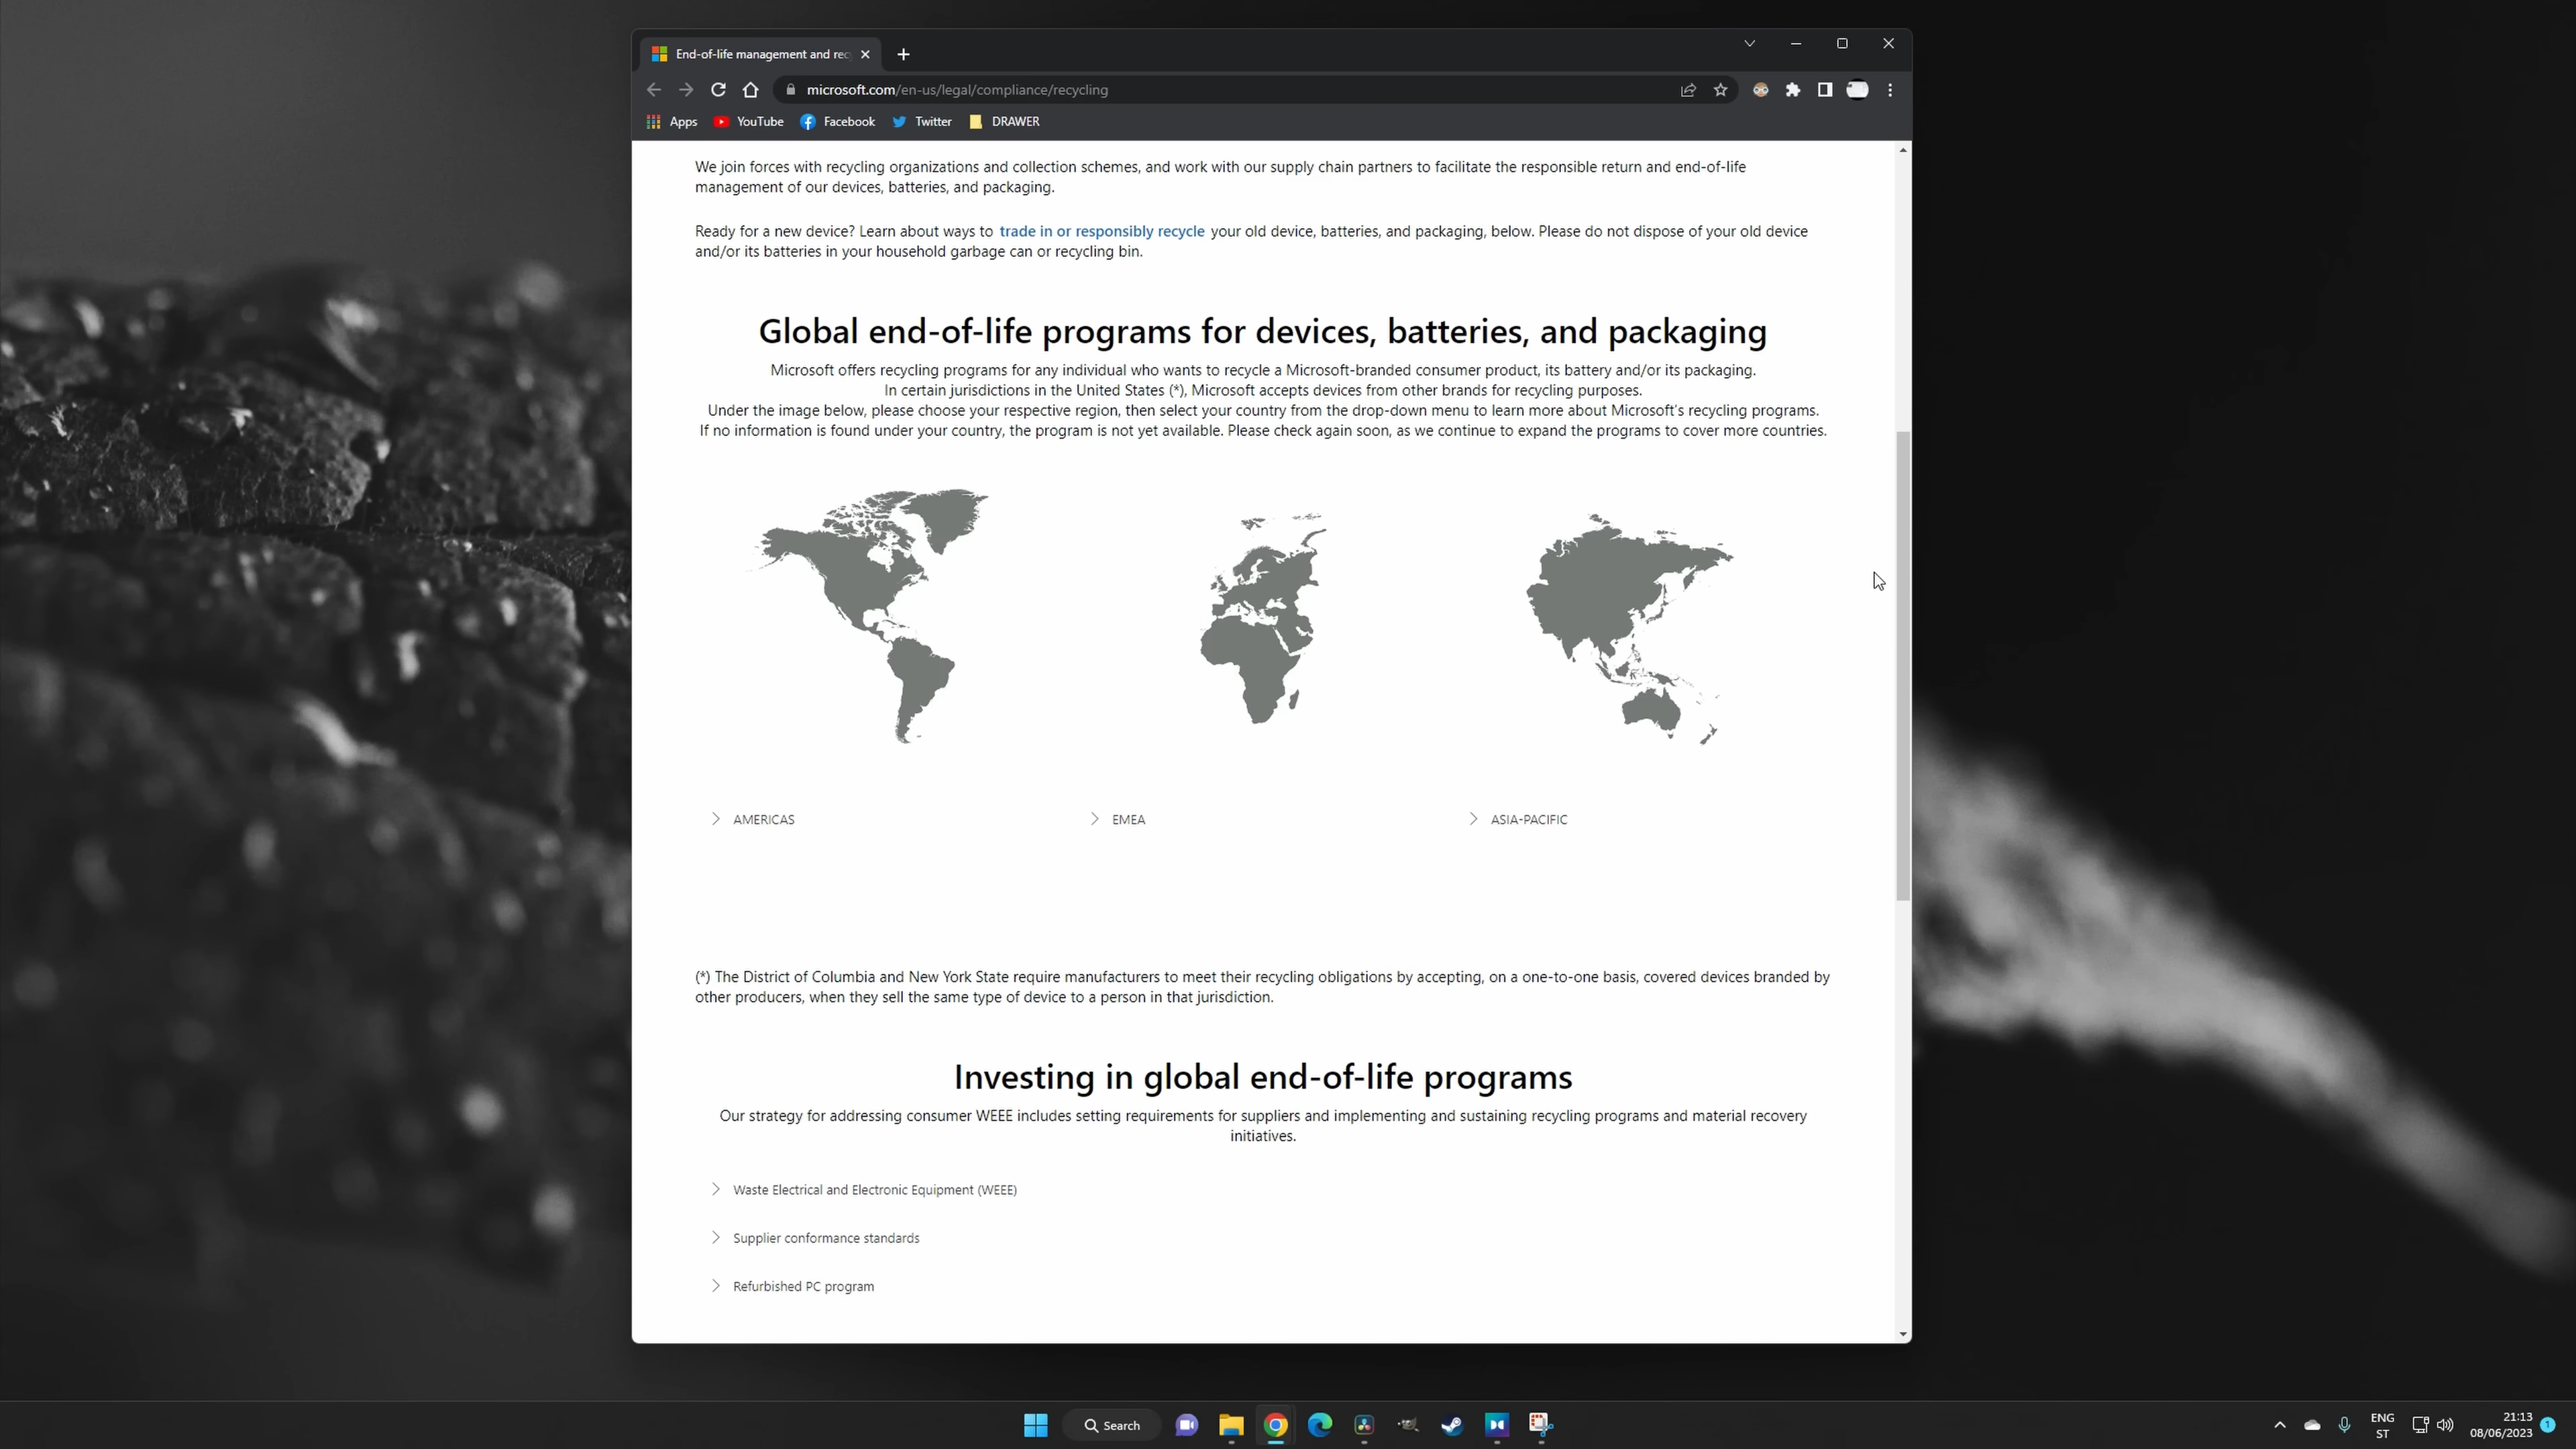 End-of-life management and rec
microsoft.com/en-us/legal/compliance/recycling
Apps YouTube Facebook Twitter DRAWER
We join forces with recycling organizations and collection schemes, and work with our supply chain partners to facilitate the responsible return and end-of-life
management of our devices, batteries, and packaging.
Ready for a new device? Learn about ways to trade in or responsibly recycle your old device, batteries, and packaging, below. Please do not dispose of your old device
and/or its batteries in your household garbage can or recycling bin.
Global end-of-life programs for devices, batteries, and packaging
Microsoft offers recycling programs for any individual who wants to recycle a Microsoft-branded consumer product, its battery and/or its packaging.
In certain jurisdictions in the United States (*), Microsoft accepts devices from other brands for recycling purposes.
Under the image below, please choose your respective region, then select your country from the drop-down menu to learn more about Microsoft's recycling programs.
If no information is found under your country, the program is not yet available. Please check again soon, as we continue to expand the programs to cover more countries.
AMERICAS EMEA ASIA-PACIFIC
(*) The District of Columbia and New York State require manufacturers to meet their recycling obligations by accepting, on a one-to-one basis, covered devices branded by
other producers, when they sell the same type of device to a person in that jurisdiction.
Investing in global end-of-life programs
Our strategy for addressing consumer WEEE includes setting requirements for suppliers and implementing and sustaining recycling programs and material recovery
initiatives.
Waste Electrical and Electronic Equipment (WEEE)
Supplier conformance standards
Refurbished PC program
Search
ENG 21:13
ST 08/06/2023 1